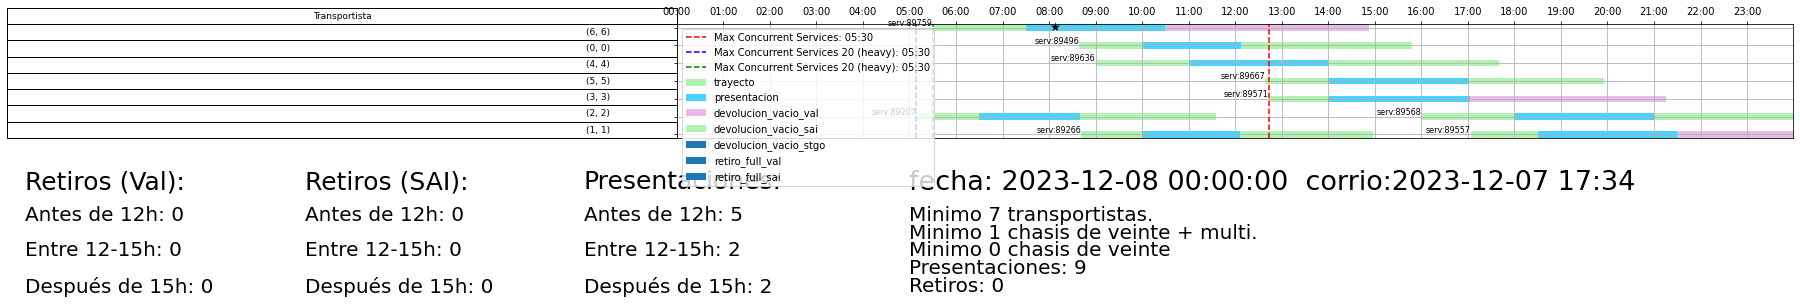 Transportista
00:00 01:00 02:00 03:00 04:00 05:00 06:00 07:00 08:00 09:00 10:00 11:00 12:00 13:00 14:00 15:00 16:00 17:00 18:00 19:00 20:00 21:00 22:00 23:00
serv:89759
(6, 6)
serv:89496
(0, 0)
serv:89636
(4, 4)
serv:89667
(5, 5)
serv:89571
(3, 3)
serv:89568
(2, 2)
serv:89266
serv:89557
(1, 1)
Max Concurrent Services: 05:30
Max Concurrent Services 20 (heavy): 05:30
Max Concurrent Services 20 (heavy): 05:30
trayecto
presentacion
devolucion_vacio_val
devolucion_vacio_sai
devolucion_vacio_stgo
retiro_full_val
retiro_full_sai
Retiros (Val):
Antes de 12h: 0
Entre 12-15h: 0
Después de 15h: 0
Retiros (SAI):
Antes de 12h: 0
Entre 12-15h: 0
Después de 15h: 0
Presentaciones:
Antes de 12h: 5
Entre 12-15h: 2
Después de 15h: 2
fecha: 2023-12-08 00:00:00 corrio:2023-12-07 17:34
Minimo 7 transportistas.
Minimo 1 chasis de veinte + multi.
Minimo 0 chasis de veinte
Presentaciones: 9
Retiros: 0